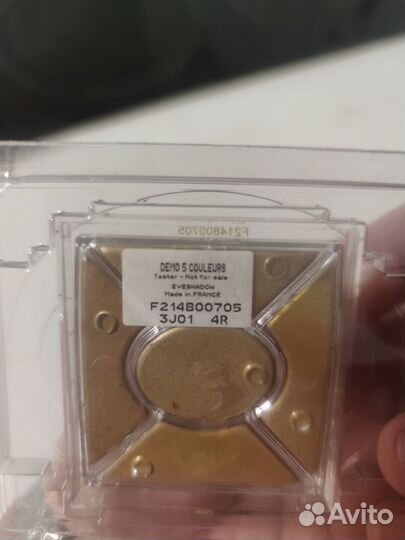 F214800705
DEMO 5 COULEURS
Tester - Not for sale
EYESHADOW
Made in FRANCE
F214800705
3J01 4R
Avito